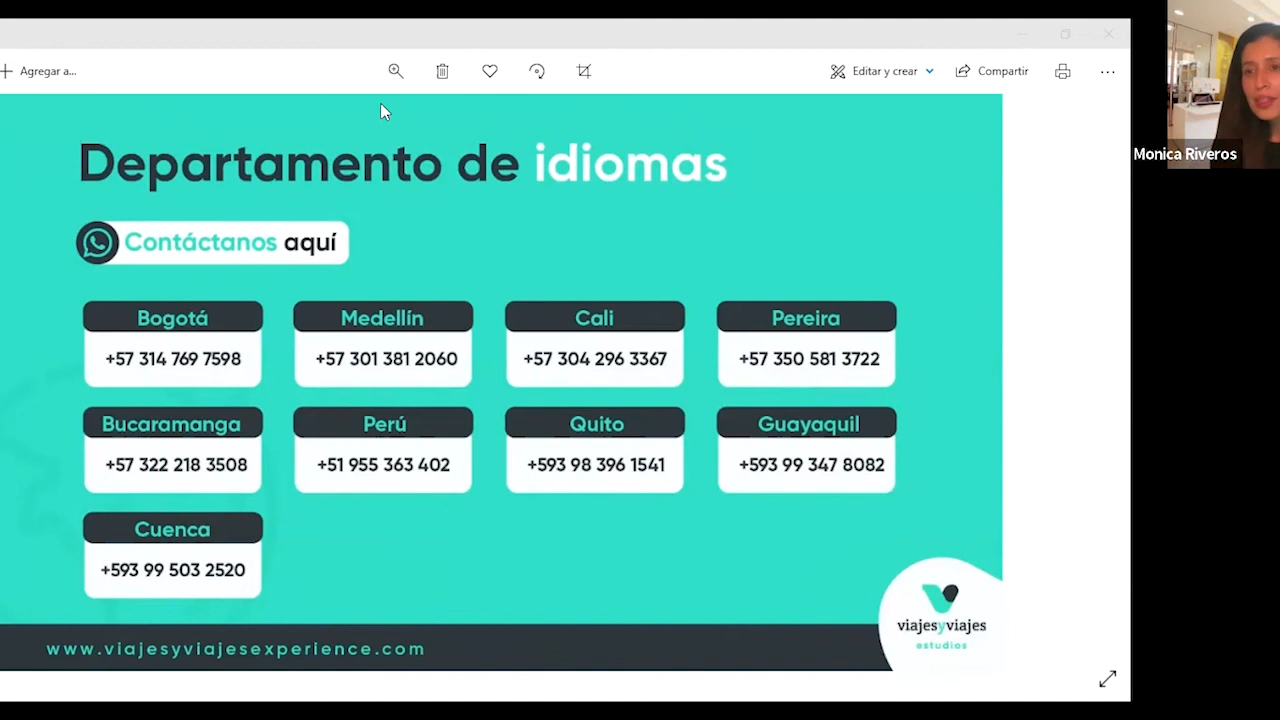 Agregar a...
Editar y crear
Compartir
Monica Riveros
Departamento de idiomas
Contáctanos aquí
Bogotá
+57 314 769 7598
Medellín
+57 301 381 2060
Cali
+57 304 296 3367
Pereira
+57 350 581 3722
Bucaramanga
+57 322 218 3508
Perú
+51 955 363 402
Quito
+593 98 396 1541
Guayaquil
+593 99 347 8082
Cuenca
+593 99 503 2520
viajesyviajes
estudios
www.viajesyviajesexperience.com